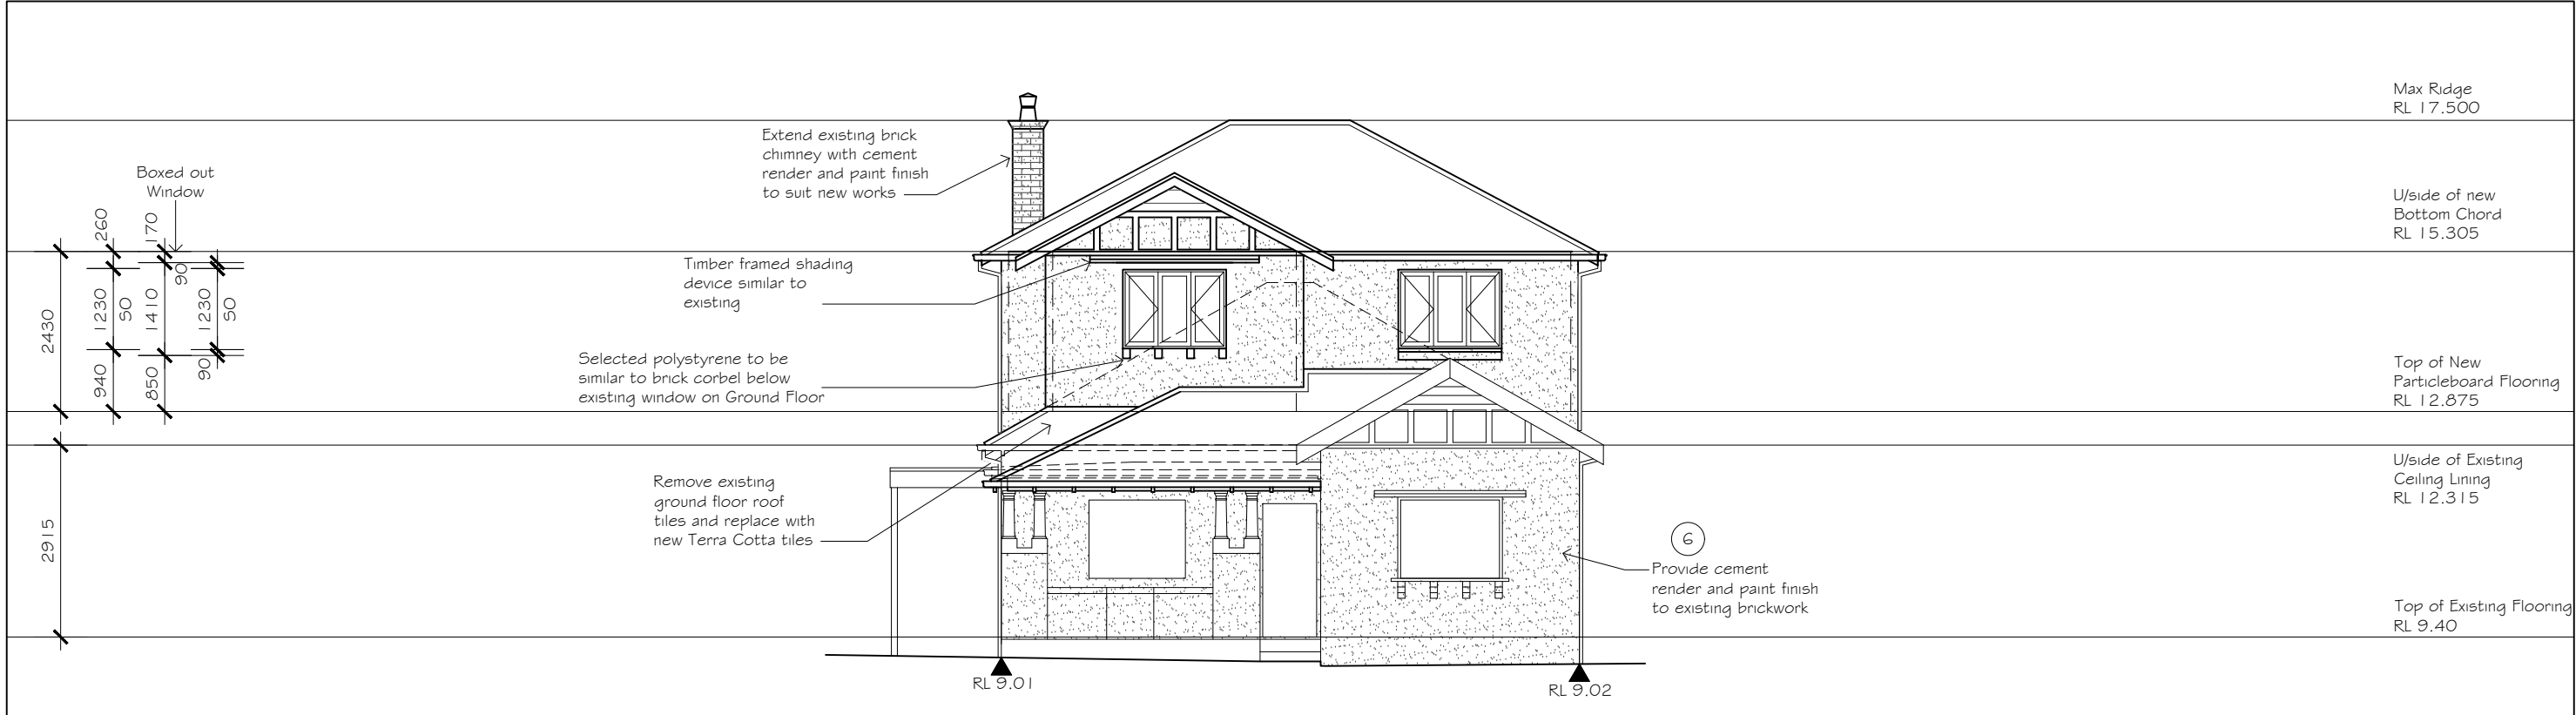 Max Ridge
RL 17.500
Extend existing brick
chimney with cement
render and paint finish
to suit new works
Boxed out
Window
U/side of new
Bottom Chord
RL 15.305
260
170
90
Timber framed shading
device similar to
existing
2430
1230
50
1410
1230
50
940
850
90
Selected polystyrene to be
similar to brick corbel below
existing window on Ground Floor
Top of New
Particleboard Flooring
RL 12.875
U/side of Existing
Ceiling Lining
RL 12.315
Remove existing
ground floor roof
tiles and replace with
new Terra Cotta tiles
2915
6
Provide cement
render and paint finish
to existing brickwork
Top of Existing Flooring
RL 9.40
RL 9.01
RL 9.02